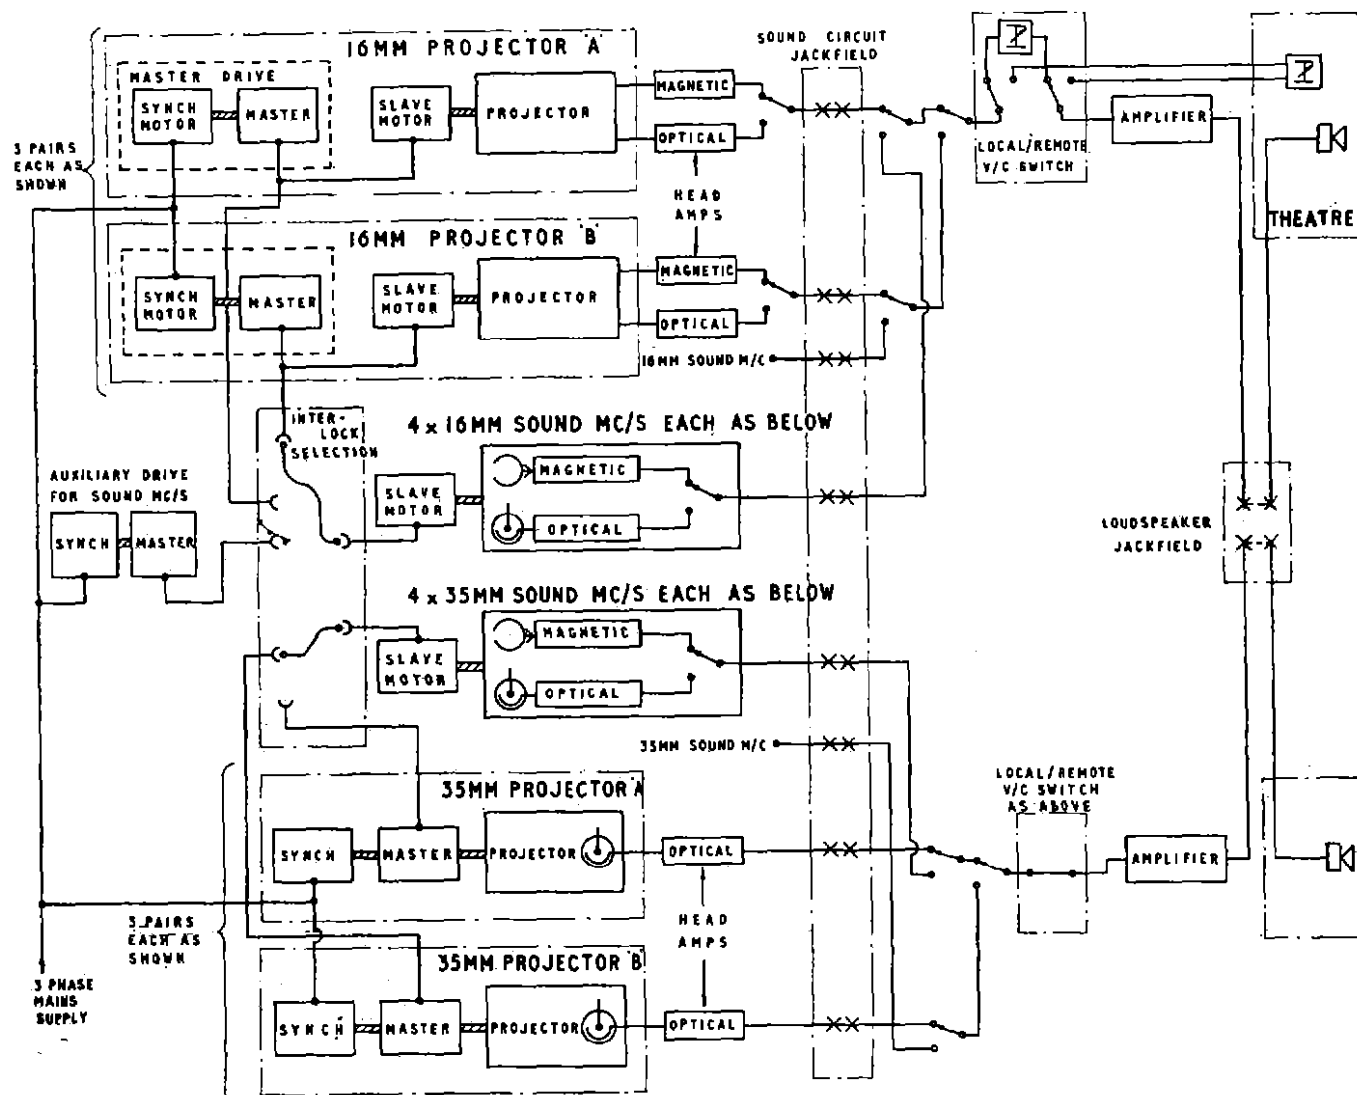 16MM PROJECTOR 'A'
MASTER DRIVE
SYNCH
MOTOR
MASTER
SLAVE
MOTOR
PROJECTOR
MAGNETIC
OPTICAL
SOUND CIRCUIT
JACKFIELD
LOCAL/REMOTE
V/C SWITCH
AMPLIFIER
THEATRE
3 PAIRS
EACH AS
SHOWN
HEAD
AMPS
16MM PROJECTOR 'B'
SYNCH
MOTOR
MASTER
SLAVE
MOTOR
PROJECTOR
MAGNETIC
OPTICAL
16MM SOUND M/C
INTER-
LOCK
SELECTION
4 x 16MM SOUND MC/S EACH AS BELOW
SLAVE
MOTOR
MAGNETIC
OPTICAL
AUXILIARY DRIVE
FOR SOUND MC/S
SYNCH
MASTER
LOUDSPEAKER
JACKFIELD
4 x 35MM SOUND MC/S EACH AS BELOW
SLAVE
MOTOR
MAGNETIC
OPTICAL
35MM SOUND M/C
35MM PROJECTOR 'A'
SYNCH
MASTER
PROJECTOR
OPTICAL
LOCAL/REMOTE
V/C SWITCH
AS ABOVE
AMPLIFIER
3 PAIRS
EACH AS
SHOWN
HEAD
AMPS
35MM PROJECTOR 'B'
SYNCH
MASTER
PROJECTOR
OPTICAL
3 PHASE
MAINS
SUPPLY